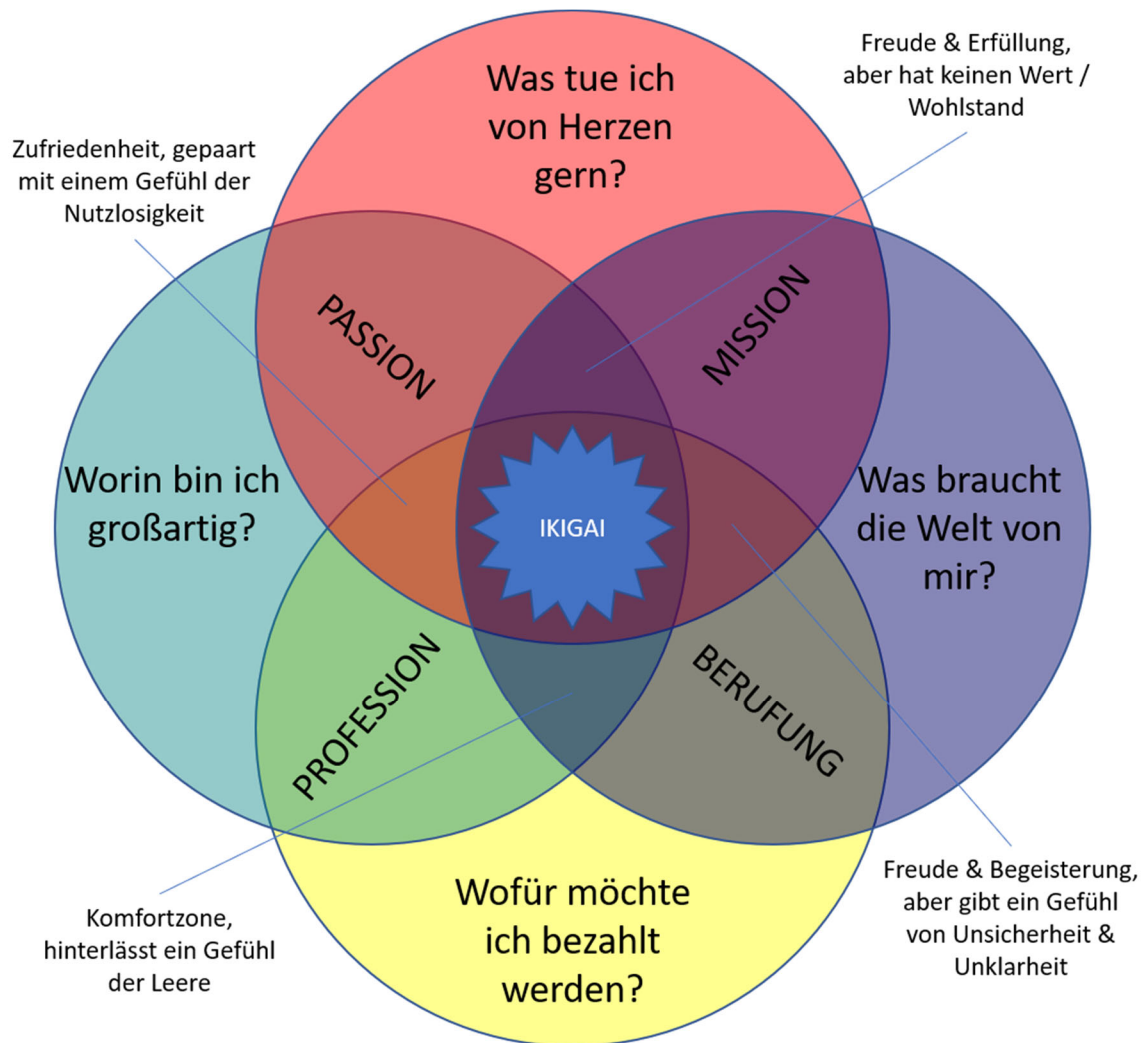 Was tue ich
von Herzen
gern?
Freude & Erfüllung,
aber hat keinen Wert /
Wohlstand
Zufriedenheit, gepaart
mit einem Gefühl der
Nutzlosigkeit
PASSION
MISSION
Worin bin ich
großartig?
IKIGAI
Was braucht
die Welt von
mir?
PROFESSION
BERUFUNG
Wofür möchte
ich bezahlt
werden?
Komfortzone,
hinterlässt ein Gefühl
der Leere
Freude & Begeisterung,
aber gibt ein Gefühl
von Unsicherheit &
Unklarheit